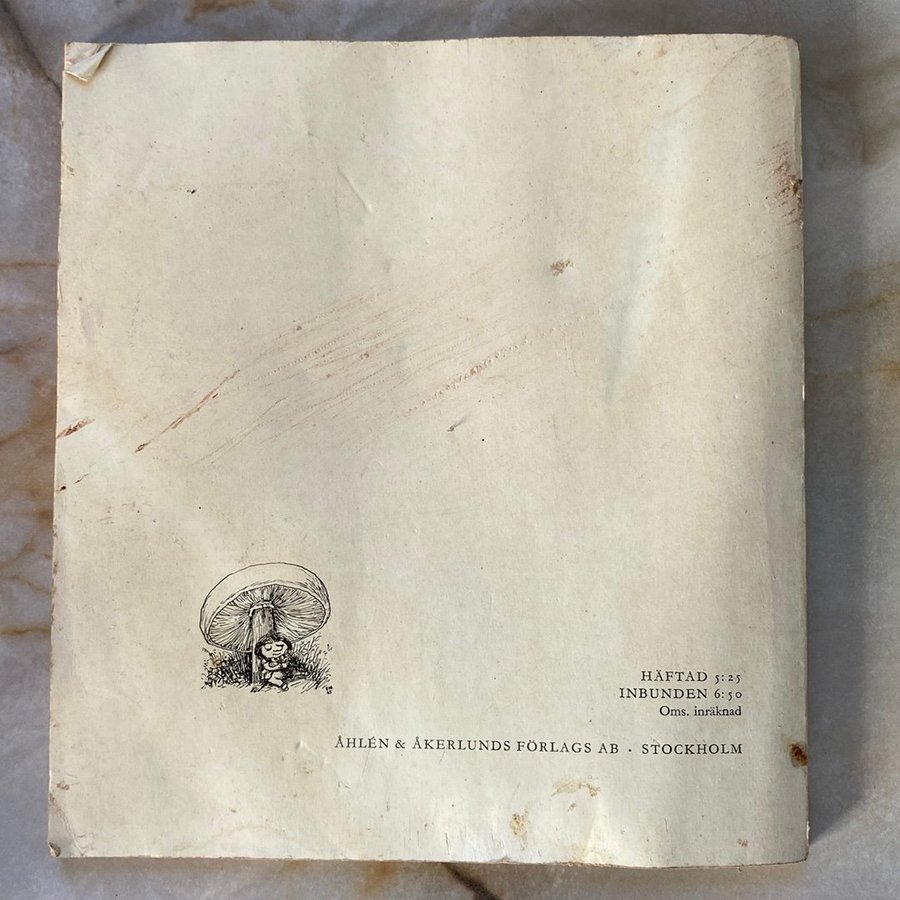 HÄFTAD 5:25
INBUNDEN 6:50
Oms. inräknad
ÅHLÉN & ÅKERLUNDS FÖRLAGS AB · STOCKHOLM